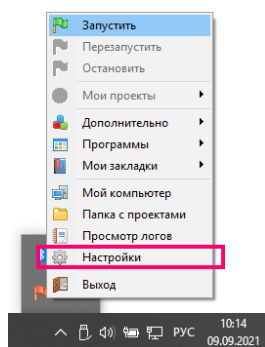 Запустить
Перезапустить
Остановить
Мои проекты
Дополнительно
Программы
Мои закладки
Мой компьютер
Папка с проектами
Просмотр логов
Настройки
Выход
РУС
10:14
09.09.2021